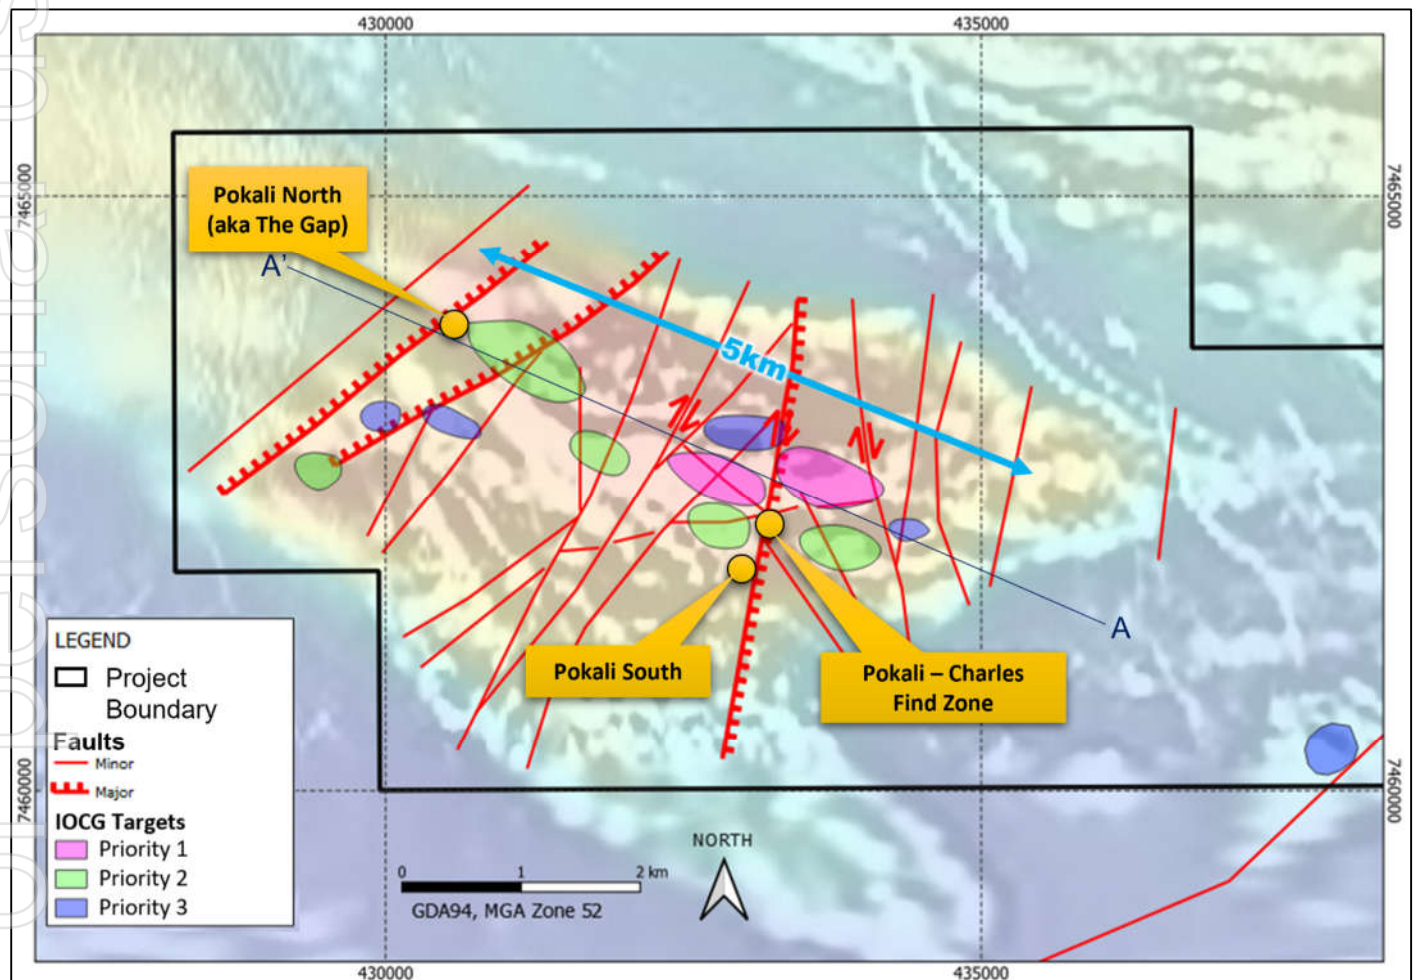 430000
435000
7465000
7465000
Pokali North
(aka The Gap)
A'
5km
A
Pokali South
Pokali – Charles
Find Zone
LEGEND
Project
Boundary
Faults
Minor
Major
IOCG Targets
Priority 1
Priority 2
Priority 3
7460000
7460000
NORTH
0 1 2 km
GDA94, MGA Zone 52
430000
435000